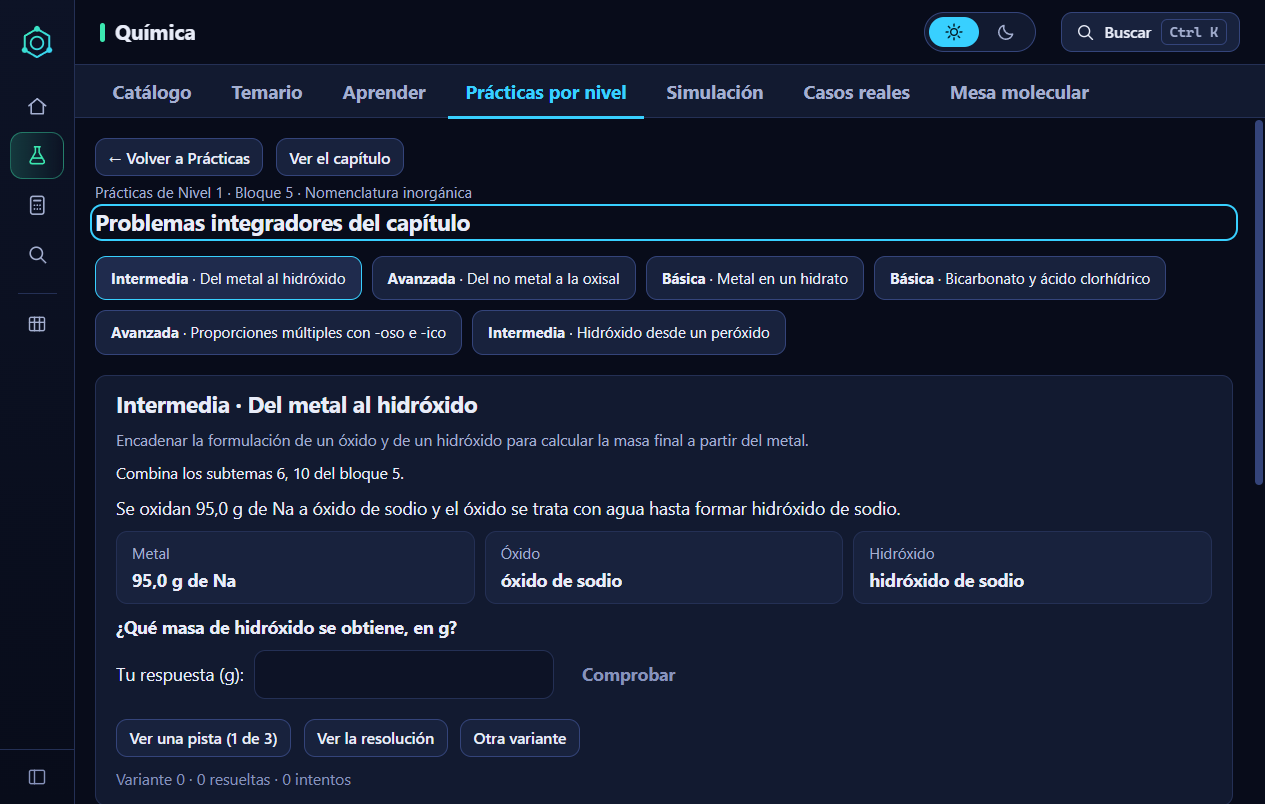 Química
Buscar Ctrl K
Catálogo Temario Aprender Prácticas por nivel Simulación Casos reales Mesa molecular
← Volver a Prácticas Ver el capítulo
Prácticas de Nivel 1 · Bloque 5 · Nomenclatura inorgánica
Problemas integradores del capítulo
Intermedia · Del metal al hidróxido Avanzada · Del no metal a la oxisal Básica · Metal en un hidrato Básica · Bicarbonato y ácido clorhídrico
Avanzada · Proporciones múltiples con -oso e -ico Intermedia · Hidróxido desde un peróxido
Intermedia · Del metal al hidróxido
Encadenar la formulación de un óxido y de un hidróxido para calcular la masa final a partir del metal.
Combina los subtemas 6, 10 del bloque 5.
Se oxidan 95,0 g de Na a óxido de sodio y el óxido se trata con agua hasta formar hidróxido de sodio.
Metal Óxido Hidróxido
95,0 g de Na óxido de sodio hidróxido de sodio
¿Qué masa de hidróxido se obtiene, en g?
Tu respuesta (g): Comprobar
Ver una pista (1 de 3) Ver la resolución Otra variante
Variante 0 · 0 resueltas · 0 intentos